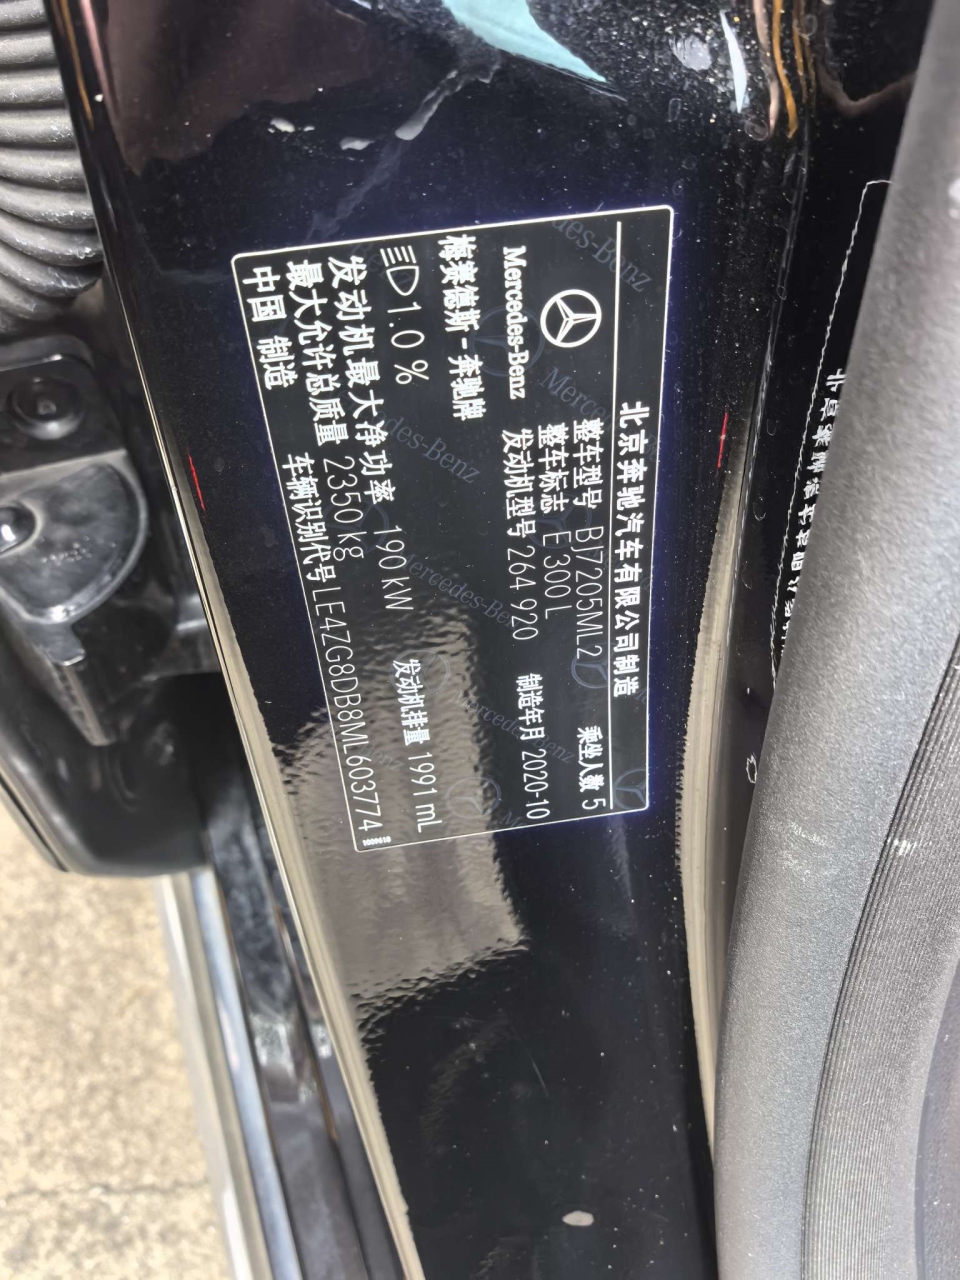 北京奔驰汽车有限公司制造
Mercedes-Benz
梅赛德斯-奔驰牌
整车型号 BJ7205ML2 乘坐人数 5
整车标志 E 300 L
发动机型号 264 920 制造年月 2020-10
1.0 %
发动机最大净功率 190 kW 发动机排量 1991 mL
最大允许总质量 2350 kg
中国 制造 车辆识别代号 LE4ZG8DB8ML603774